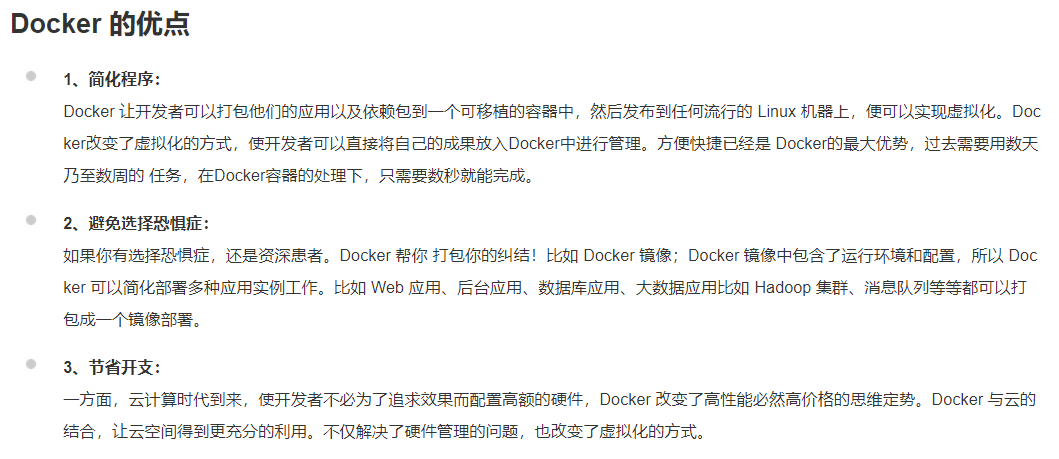 Docker 的优点
1、简化程序：
Docker 让开发者可以打包他们的应用以及依赖包到一个可移植的容器中，然后发布到任何流行的 Linux 机器上，便可以实现虚拟化。Doc
ker改变了虚拟化的方式，使开发者可以直接将自己的成果放入Docker中进行管理。方便快捷已经是 Docker的最大优势，过去需要用数天
乃至数周的 任务，在Docker容器的处理下，只需要数秒就能完成。
2、避免选择恐惧症：
如果你有选择恐惧症，还是资深患者。Docker 帮你 打包你的纠结！比如 Docker 镜像；Docker 镜像中包含了运行环境和配置，所以 Doc
ker 可以简化部署多种应用实例工作。比如 Web 应用、后台应用、数据库应用、大数据应用比如 Hadoop 集群、消息队列等等都可以打
包成一个镜像部署。
3、节省开支：
一方面，云计算时代到来，使开发者不必为了追求效果而配置高额的硬件，Docker 改变了高性能必然高价格的思维定势。Docker 与云的
结合，让云空间得到更充分的利用。不仅解决了硬件管理的问题，也改变了虚拟化的方式。